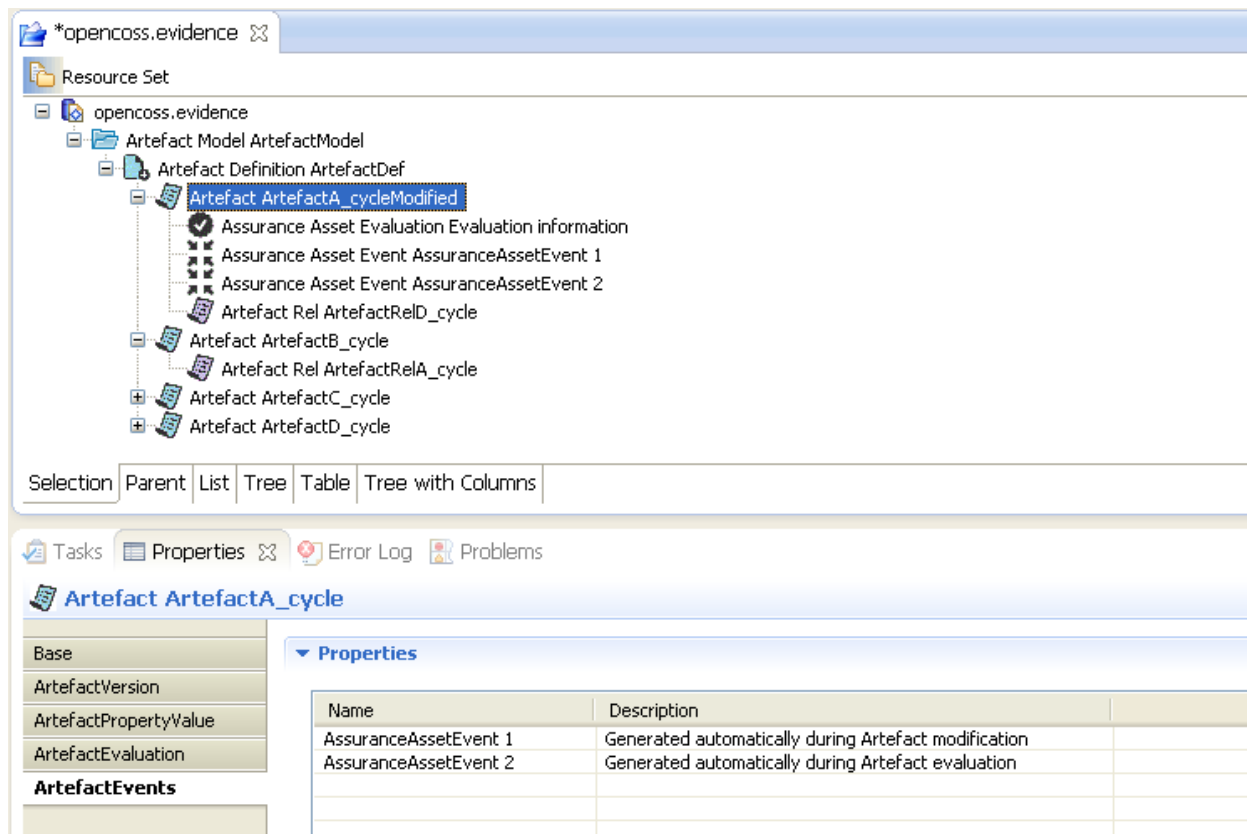 *opencoss.evidence
Resource Set
opencoss.evidence
Artefact Model ArtefactModel
Artefact Definition ArtefactDef
Artefact ArtefactA_cycleModified
Assurance Asset Evaluation Evaluation information
Assurance Asset Event AssuranceAssetEvent 1
Assurance Asset Event AssuranceAssetEvent 2
Artefact Rel ArtefactRelD_cycle
Artefact ArtefactB_cycle
Artefact Rel ArtefactRelA_cycle
Artefact ArtefactC_cycle
Artefact ArtefactD_cycle
Selection Parent List Tree Table Tree with Columns
Tasks Properties Error Log Problems
Artefact ArtefactA_cycle
Base
ArtefactVersion
ArtefactPropertyValue
ArtefactEvaluation
ArtefactEvents
Properties
Name Description
AssuranceAssetEvent 1 Generated automatically during Artefact modification
AssuranceAssetEvent 2 Generated automatically during Artefact evaluation